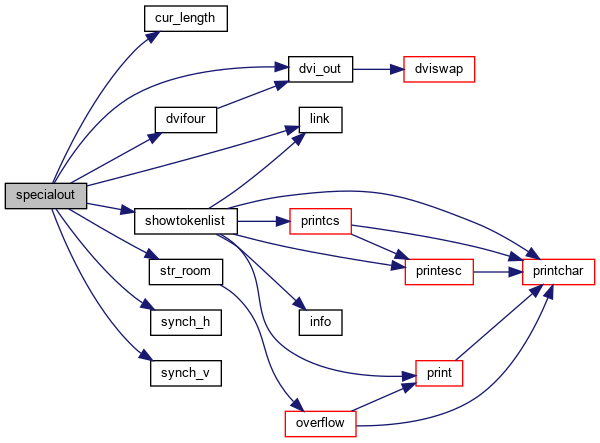 cur_length
dvi_out
dviswap
dvifour
link
specialout
showtokenlist
printcs
str_room
printesc
printchar
synch_h
info
synch_v
print
overflow